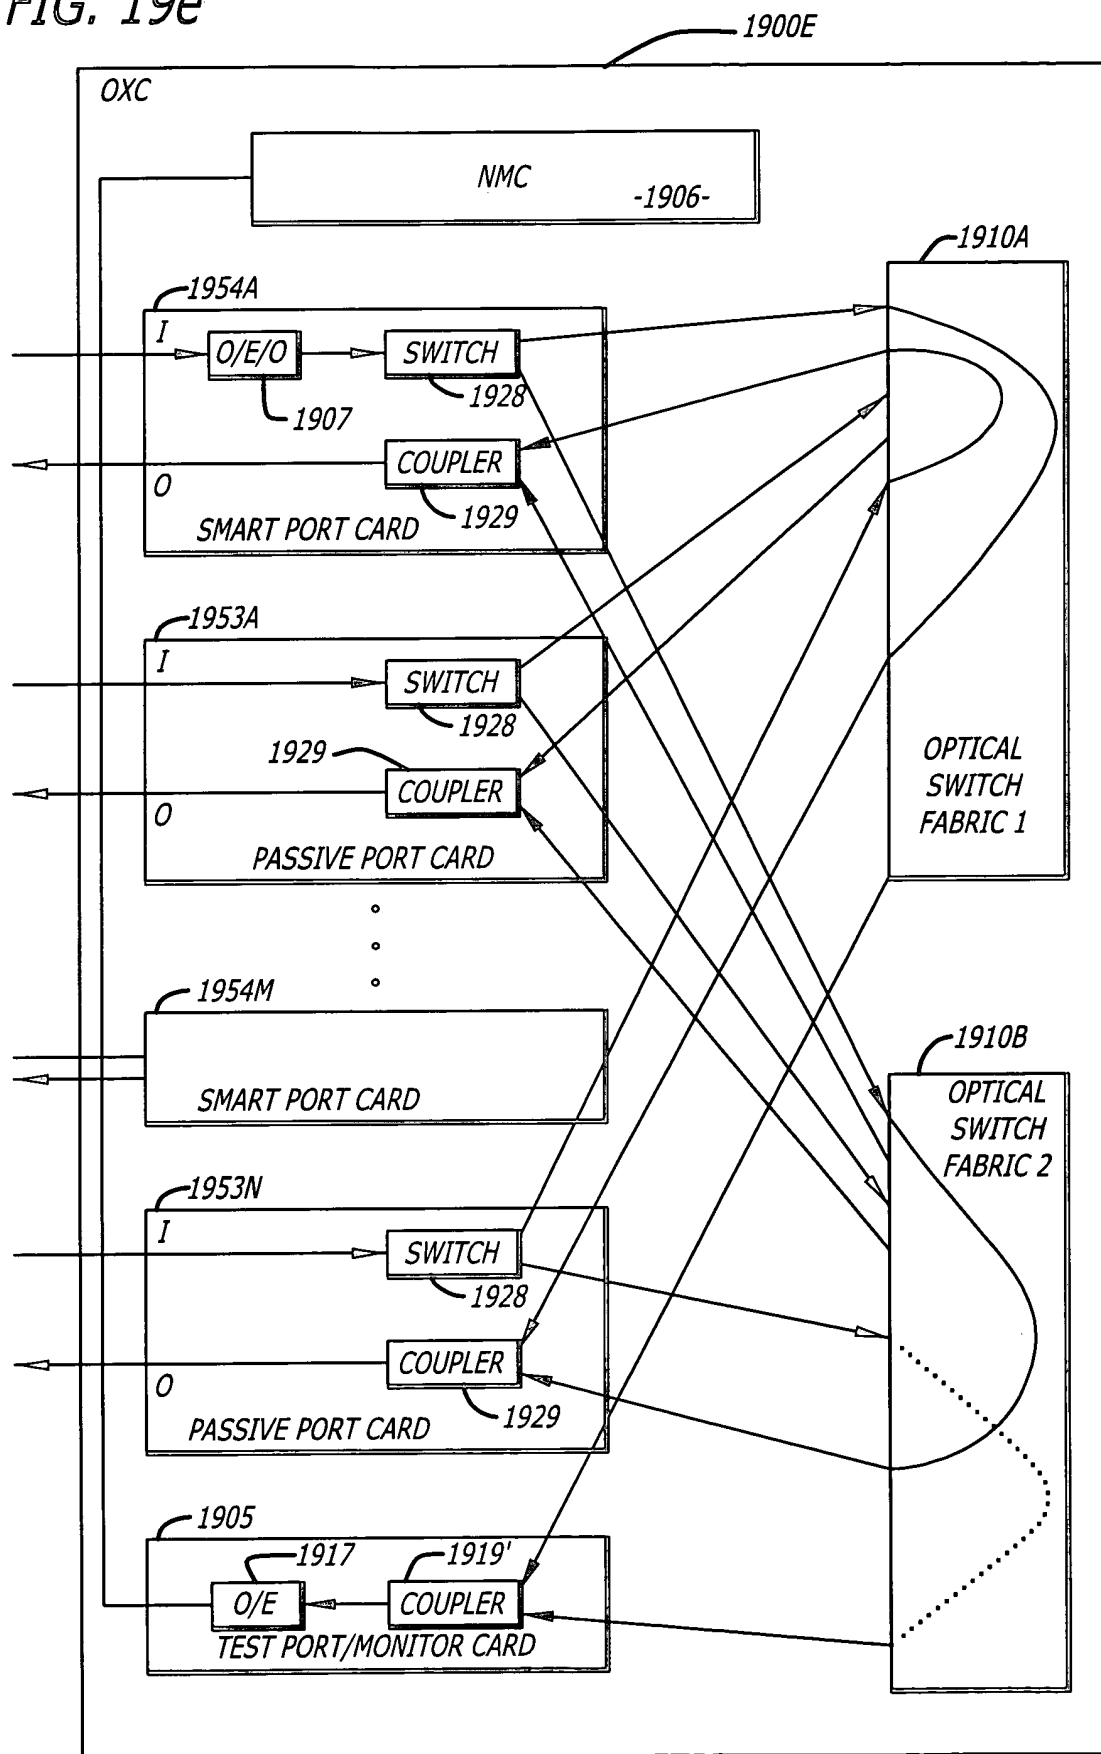 FIG. 19e
1900E
OXC
NMC
-1906-
1910A
1954A
I
O/E/O
SWITCH
1907
1928
COUPLER
O
1929
SMART PORT CARD
1953A
I
SWITCH
1928
1929
COUPLER
O
PASSIVE PORT CARD
OPTICAL
SWITCH
FABRIC 1
1954M
SMART PORT CARD
1910B
OPTICAL
SWITCH
FABRIC 2
1953N
I
SWITCH
1928
COUPLER
O
1929
PASSIVE PORT CARD
1905
1917
1919'
O/E
COUPLER
TEST PORT/MONITOR CARD